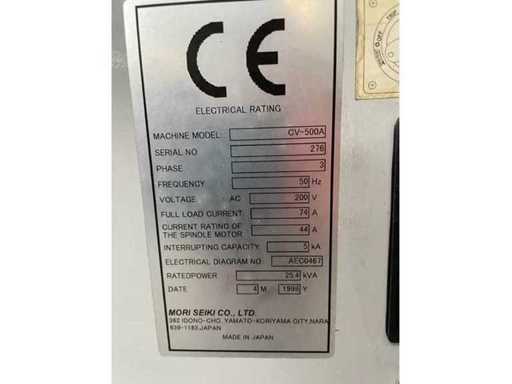 CE
ELECTRICAL RATING
MACHINE MODEL CV-500A
SERIAL NO 276
PHASE 3
FREQUENCY 50 Hz
VOLTAGE AC 200 V
FULL LOAD CURRENT 74 A
CURRENT RATING OF
THE SPINDLE MOTOR 44 A
INTERRUPTING CAPACITY 5 kA
ELECTRICAL DIAGRAM NO AEC0467
RATEDPOWER 25.4 kVA
DATE 4 M 1998 Y
MORI SEIKI CO., LTD.
362 IDONO-CHO, YAMATO-KORIYAMA CITY, NARA
639-1183, JAPAN
MADE IN JAPAN
OFF